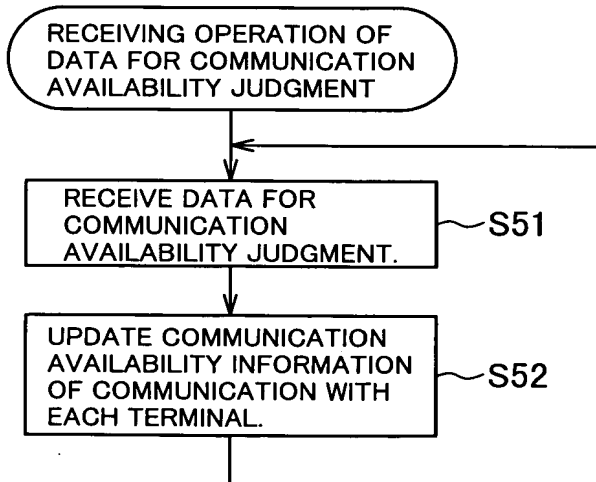 RECEIVING OPERATION OF
DATA FOR COMMUNICATION
AVAILABILITY JUDGMENT
RECEIVE DATA FOR
COMMUNICATION
AVAILABILITY JUDGMENT.
S51
UPDATE COMMUNICATION
AVAILABILITY INFORMATION
OF COMMUNICATION WITH
EACH TERMINAL.
S52